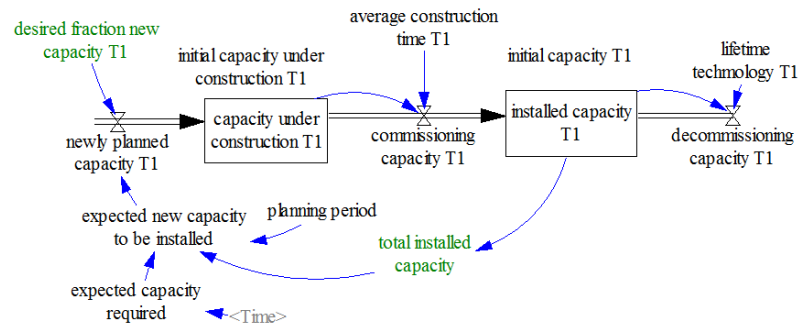 desired fraction new
capacity T1
initial capacity under
construction T1
average construction
time T1
initial capacity T1
lifetime
technology T1
capacity under
construction T1
installed capacity
T1
newly planned
capacity T1
commissioning
capacity T1
decommissioning
capacity T1
expected new capacity
to be installed
planning period
total installed
capacity
expected capacity
required
<Time>